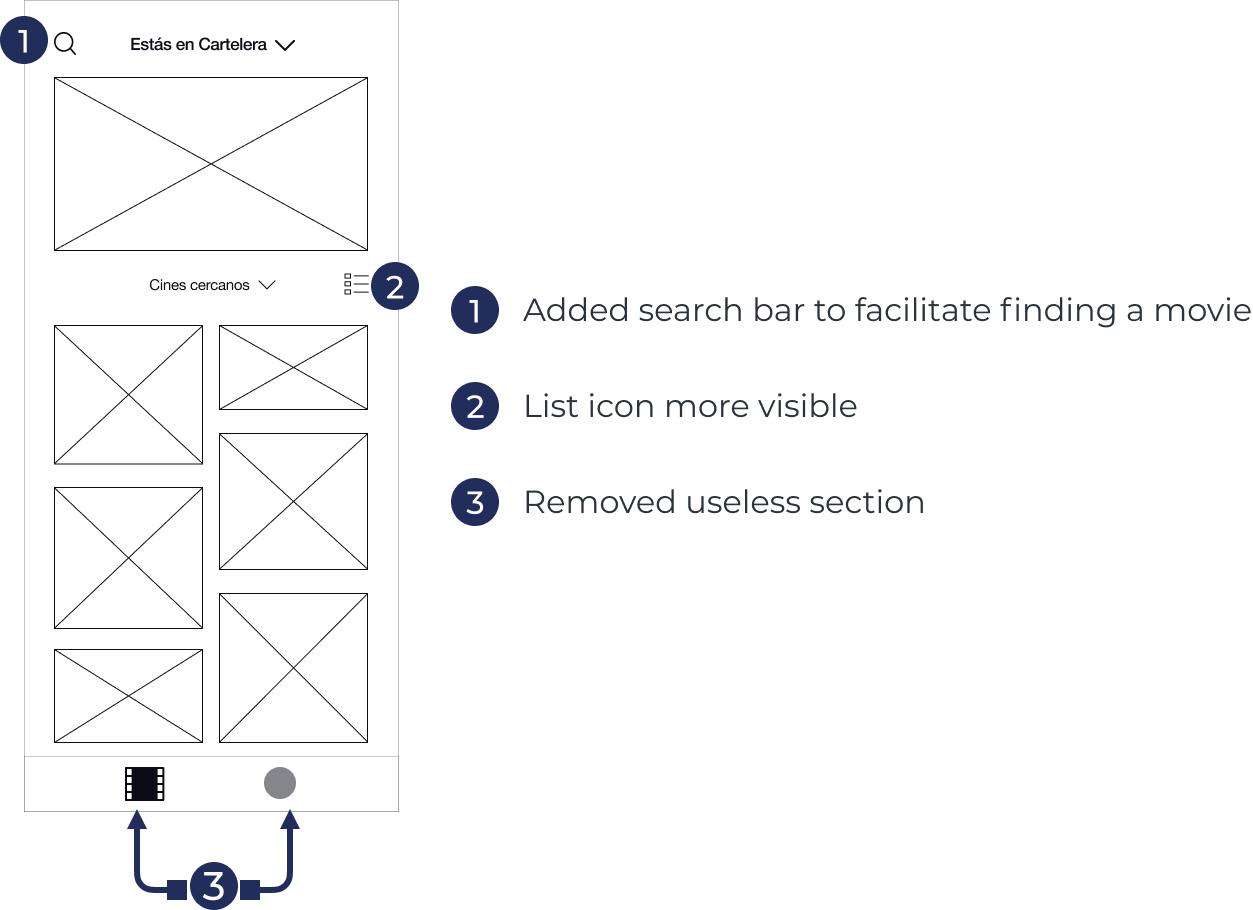 1
Estás en Cartelera
Cines cercanos
2
1 Added search bar to facilitate finding a movie
2 List icon more visible
3 Removed useless section
3